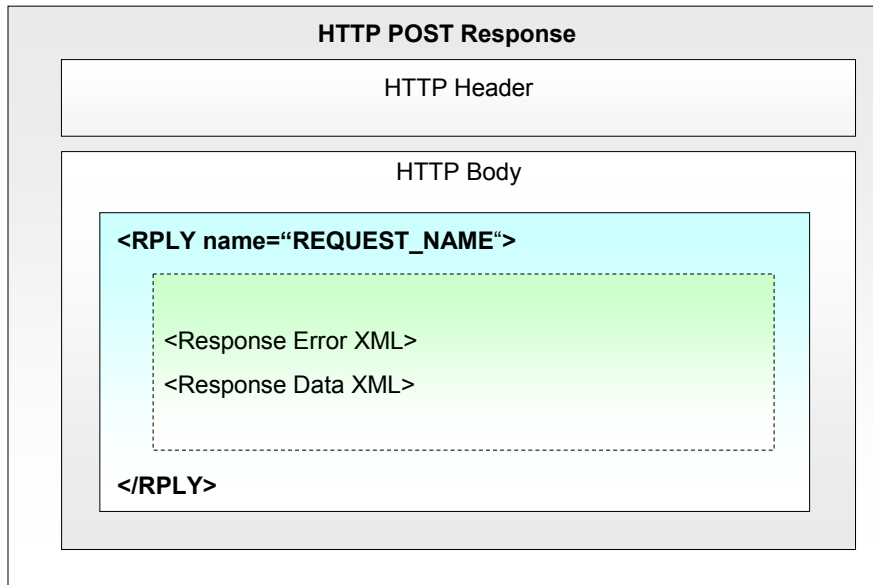 HTTP POST Response
HTTP Header
HTTP Body
<RPLY name=“REQUEST_NAME“>
<Response Error XML>
<Response Data XML>
</RPLY>